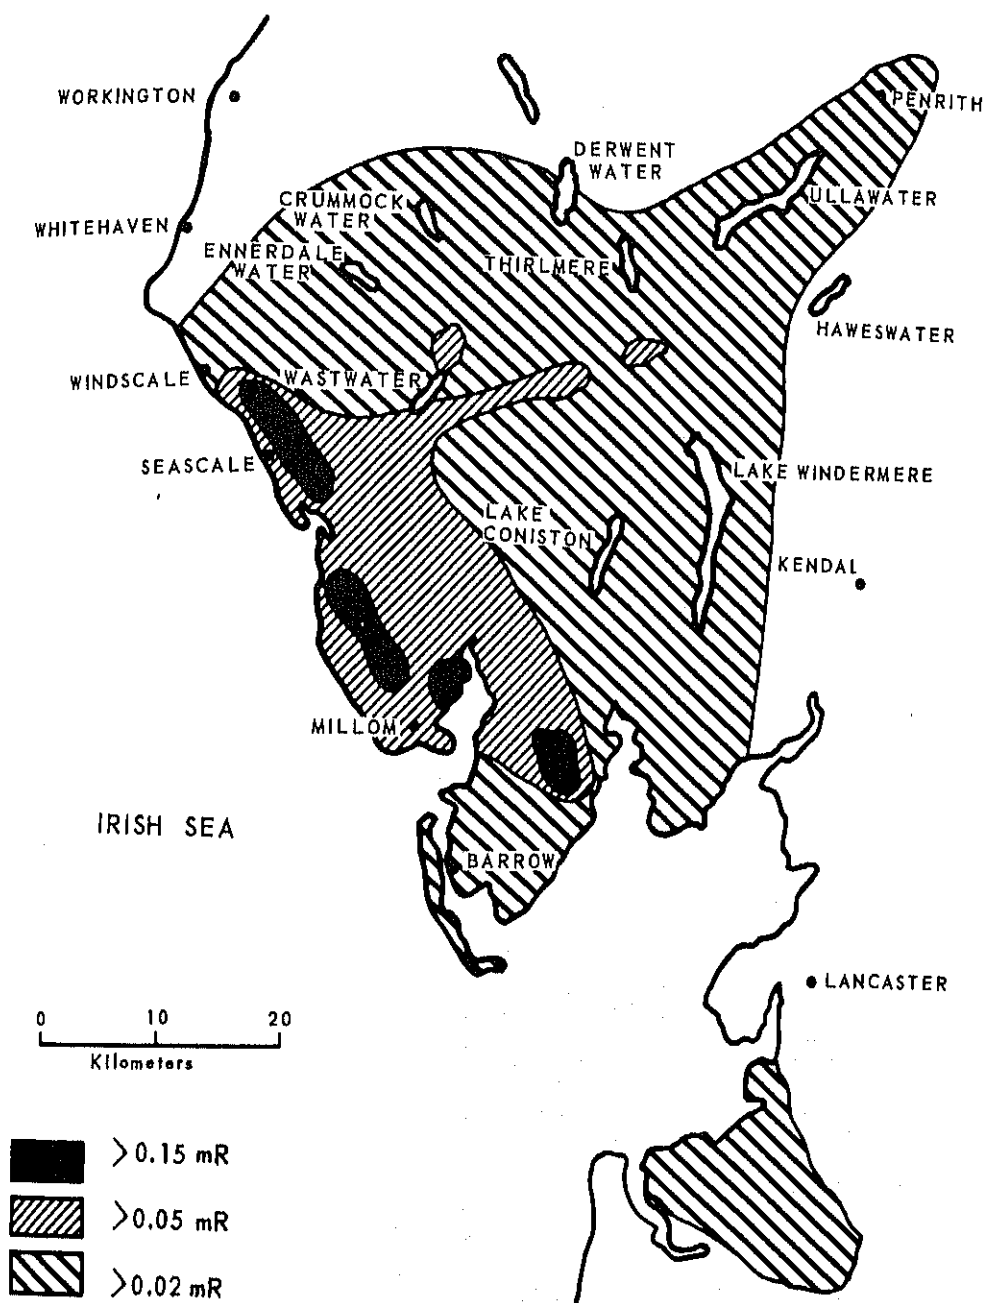 WORKINGTON
PENRITH
DERWENT
WATER
CRUMMOCK
WATER
ULLAWATER
WHITEHAVEN
ENNERDALE
WATER
THIRLMERE
HAWESWATER
WINDSCALE
WASTWATER
SEASCALE
LAKE WINDERMERE
LAKE
CONISTON
KENDAL
MILLOM
IRISH SEA
BARROW
LANCASTER
0 10 20
Kilometers
>0.15 mR
>0.05 mR
>0.02 mR